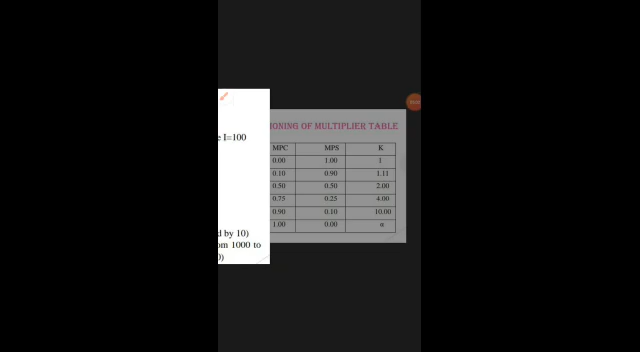 e I=100
d by 10)
om 1000 to
0)
IONING OF MULTIPLIER TABLE
MPC MPS K
0.00 1.00 1
0.10 0.90 1.11
0.50 0.50 2.00
0.75 0.25 4.00
0.90 0.10 10.00
1.00 0.00 α